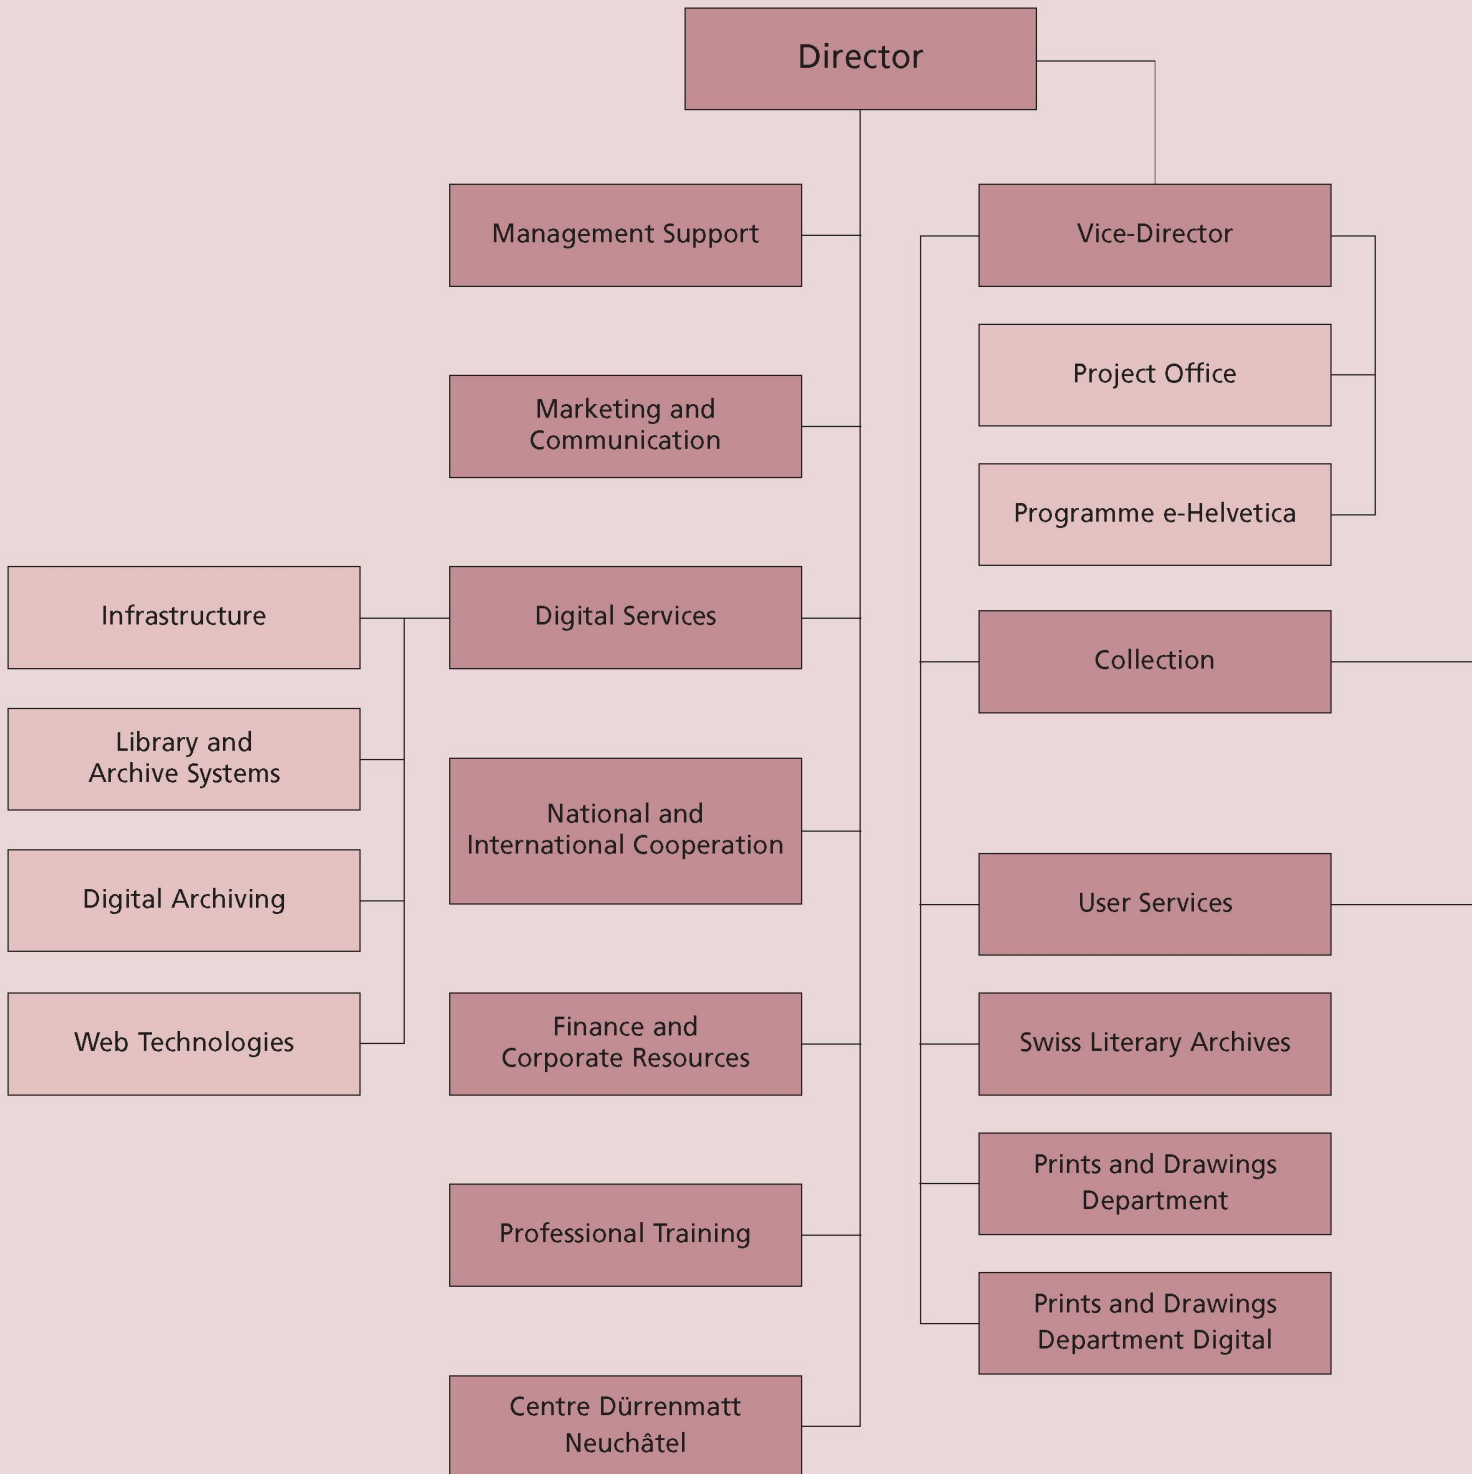 Director
Management Support
Vice-Director
Project Office
Marketing and
Communication
Programme e-Helvetica
Infrastructure
Digital Services
Collection
Library and
Archive Systems
National and
International Cooperation
Digital Archiving
User Services
Web Technologies
Finance and
Corporate Resources
Swiss Literary Archives
Prints and Drawings
Department
Professional Training
Prints and Drawings
Department Digital
Centre Dürrenmatt
Neuchâtel